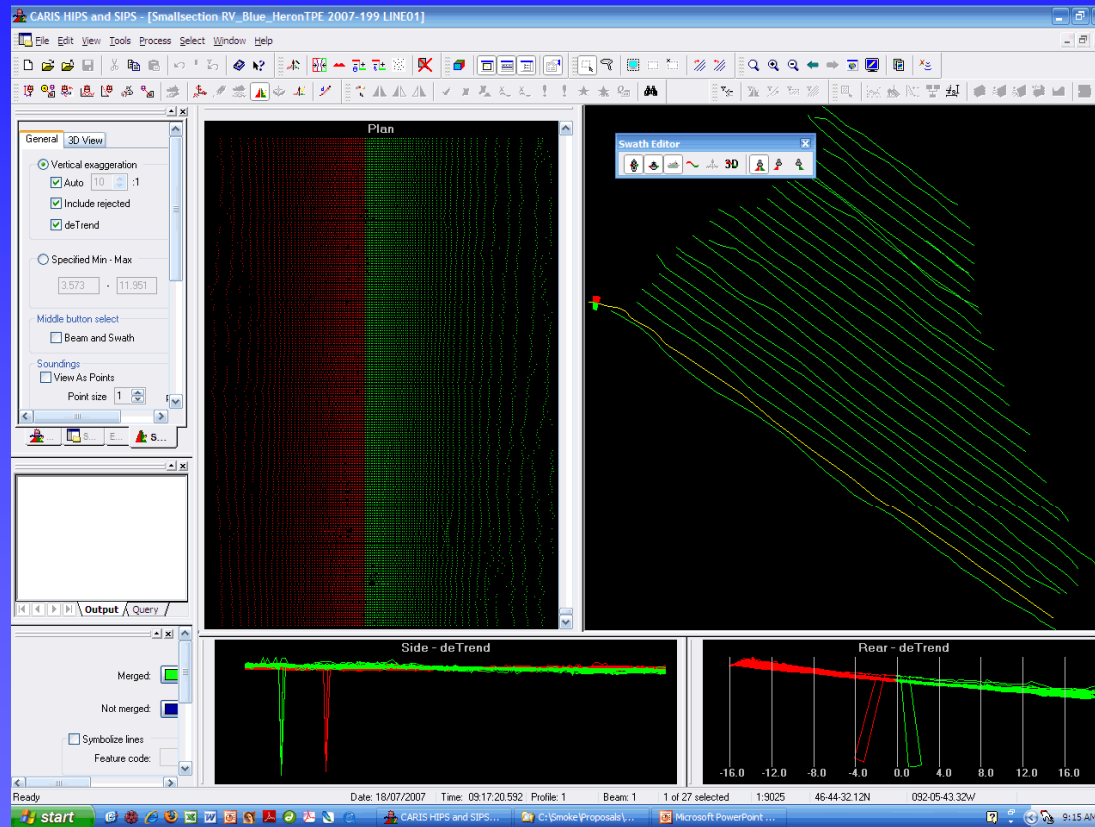 CARIS HIPS and SIPS - [Smallsection RV_Blue_HeronTPE 2007-199 LINE01]
File Edit View Tools Process Select Window Help
General 3D View
Vertical exaggeration
Auto 10 :1
Include rejected
deTrend
Specified Min - Max
3.573 - 11.951
Middle button select
Beam and Swath
Soundings
View As Points
Point size 1
... S... E... S...
Output Query
Merged:
Not merged:
Symbolize lines
Feature code:
Plan
Swath Editor
3D
Side - deTrend
Rear - deTrend
-16.0 -12.0 -8.0 -4.0 0.0 4.0 8.0 12.0 16.0
Ready Date: 18/07/2007 Time: 09:17:20.592 Profile: 1 Beam: 1 1 of 27 selected 1:9025 46-44-32.12N 092-05-43.32W
start CARIS HIPS and SIPS... C:\Smoke\Proposals\... Microsoft PowerPoint ... 9:15 AM